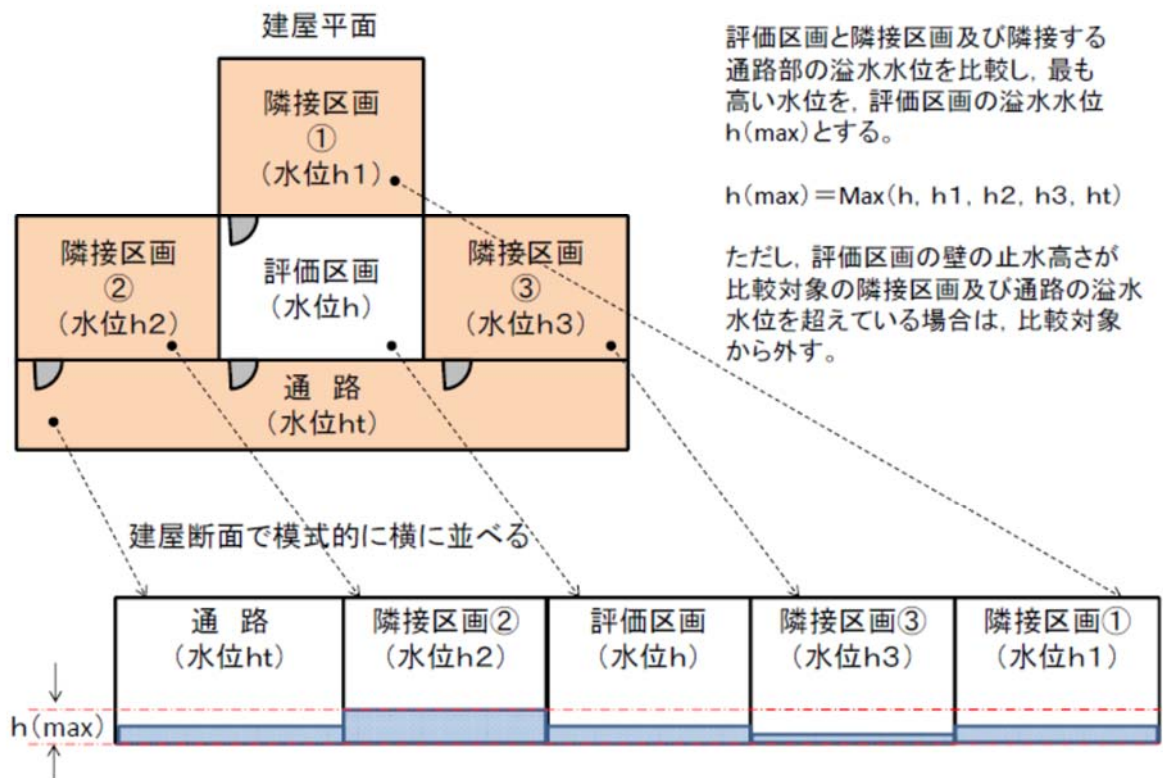 建屋平面
隣接区画
①
（水位h1）
隣接区画
②
（水位h2）
評価区画
（水位h）
隣接区画
③
（水位h3）
通 路
（水位ht）
評価区画と隣接区画及び隣接する
通路部の溢水水位を比較し，最も
高い水位を，評価区画の溢水水位
h（max）とする。
h（max）＝Max（h, h1, h2, h3, ht）
ただし，評価区画の壁の止水高さが
比較対象の隣接区画及び通路の溢水
水位を超えている場合は，比較対象
から外す。
建屋断面で模式的に横に並べる
通 路
（水位ht）
隣接区画②
（水位h2）
評価区画
（水位h）
隣接区画③
（水位h3）
隣接区画①
（水位h1）
h（max）